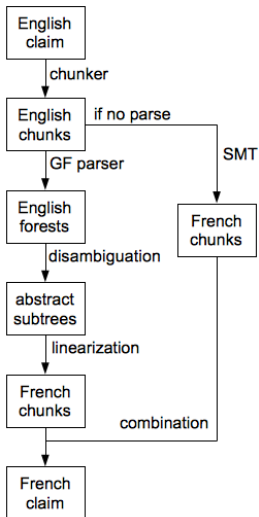 English
claim
chunker
English
chunks
if no parse
GF parser
SMT
English
forests
French
chunks
disambiguation
abstract
subtrees
linearization
French
chunks
combination
French
claim